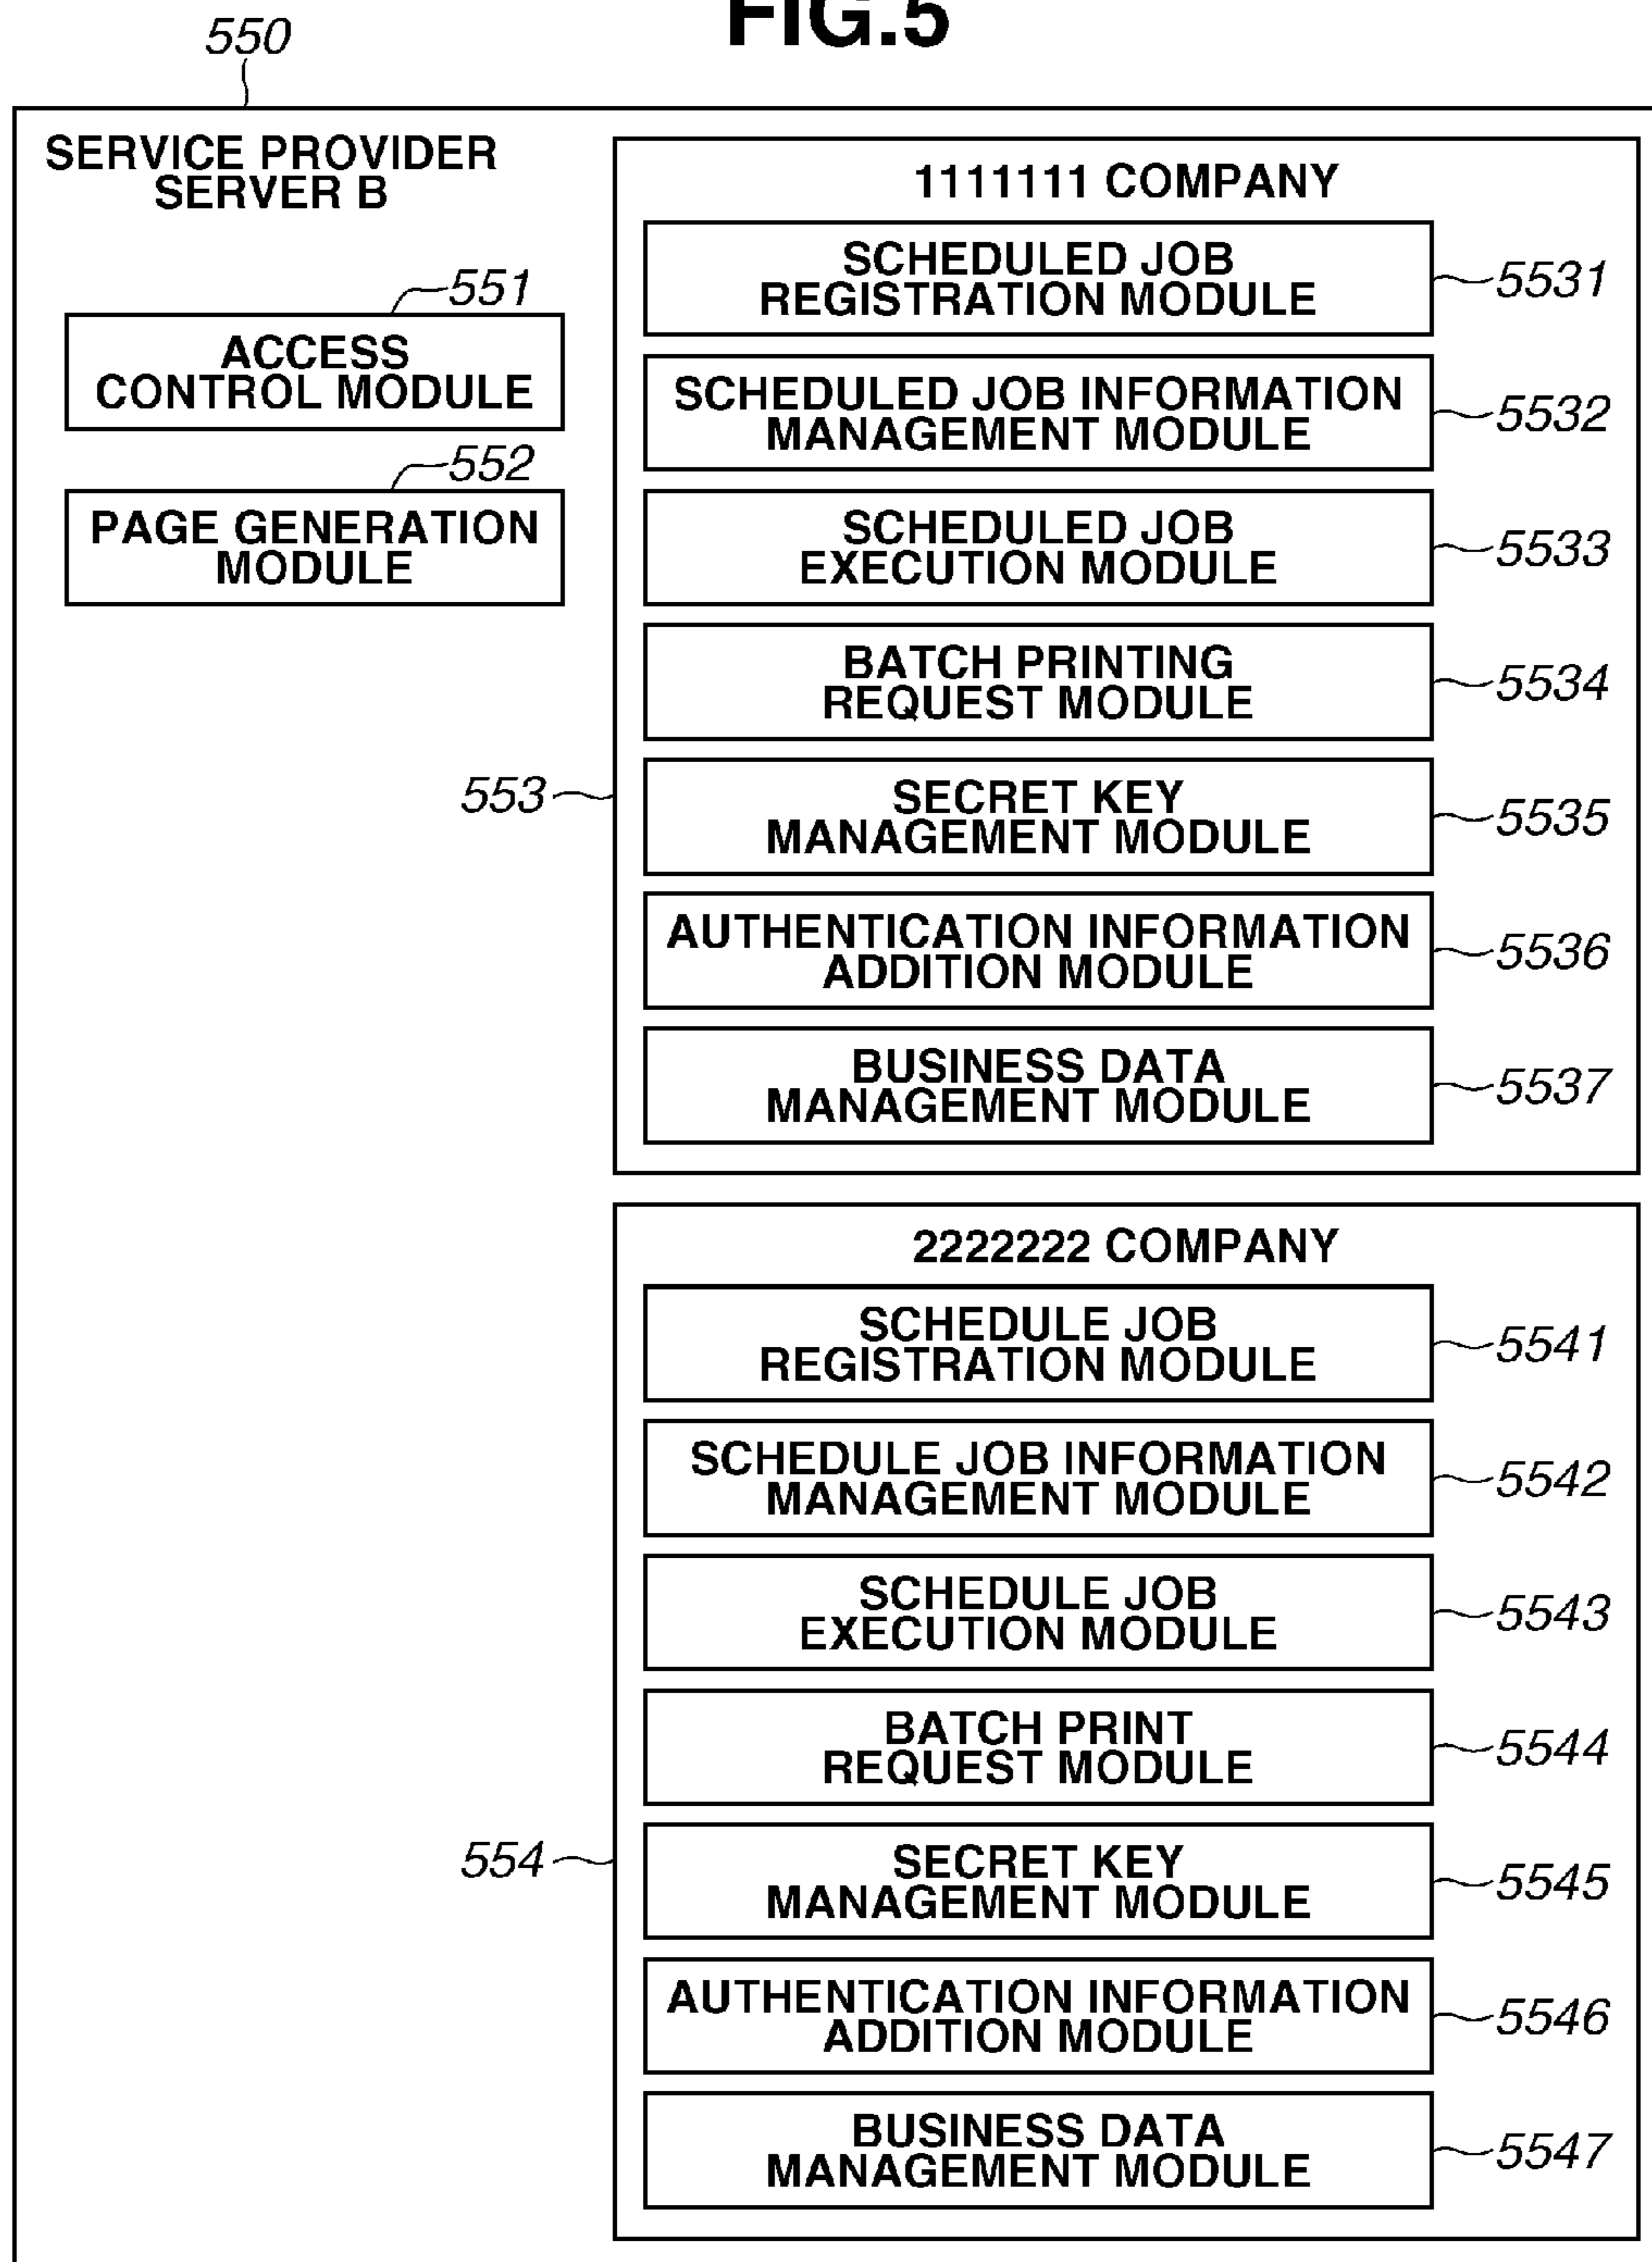 FIG.5
550
SERVICE PROVIDER
SERVER B
551
ACCESS
CONTROL MODULE
552
PAGE GENERATION
MODULE
553
1111111 COMPANY
SCHEDULED JOB
REGISTRATION MODULE
5531
SCHEDULED JOB INFORMATION
MANAGEMENT MODULE
5532
SCHEDULED JOB
EXECUTION MODULE
5533
BATCH PRINTING
REQUEST MODULE
5534
SECRET KEY
MANAGEMENT MODULE
5535
AUTHENTICATION INFORMATION
ADDITION MODULE
5536
BUSINESS DATA
MANAGEMENT MODULE
5537
554
2222222 COMPANY
SCHEDULE JOB
REGISTRATION MODULE
5541
SCHEDULE JOB INFORMATION
MANAGEMENT MODULE
5542
SCHEDULE JOB
EXECUTION MODULE
5543
BATCH PRINT
REQUEST MODULE
5544
SECRET KEY
MANAGEMENT MODULE
5545
AUTHENTICATION INFORMATION
ADDITION MODULE
5546
BUSINESS DATA
MANAGEMENT MODULE
5547